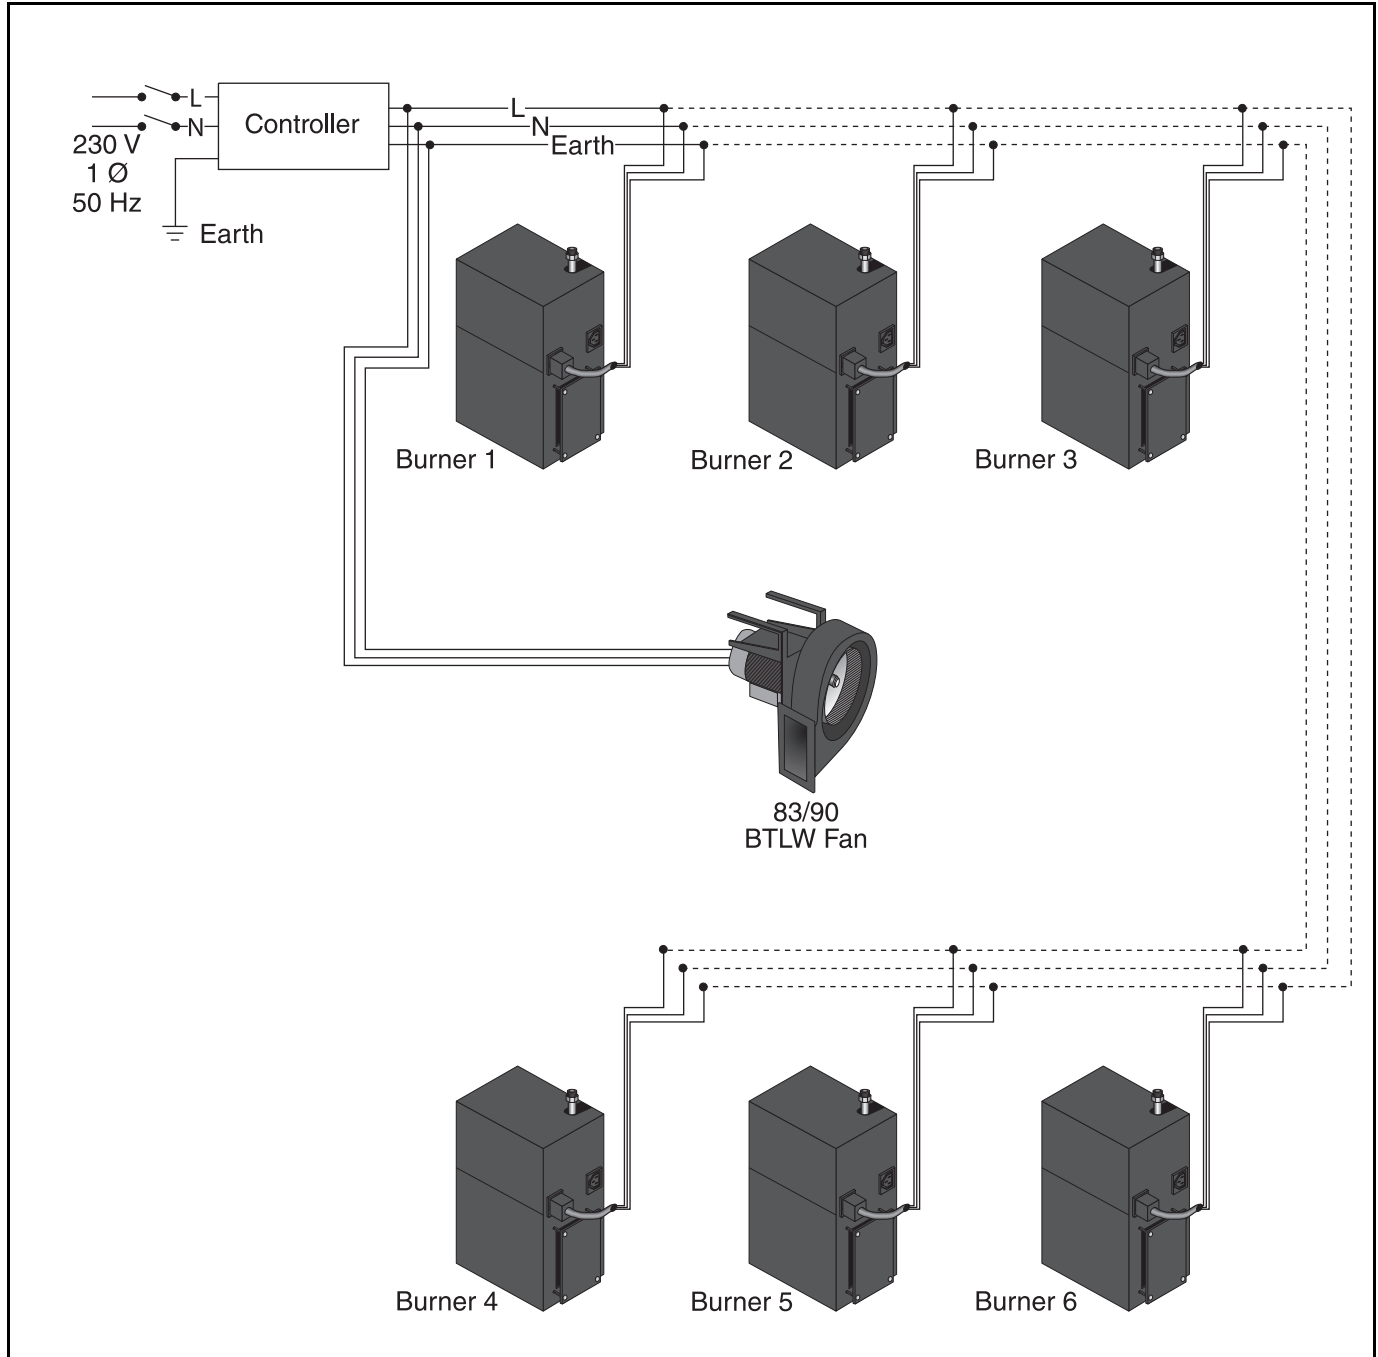 L
Controller
L
N
N
230 V
Earth
1 Ø
50 Hz
Earth
Burner 1
Burner 2
Burner 3
83/90
BTLW Fan
Burner 4
Burner 5
Burner 6